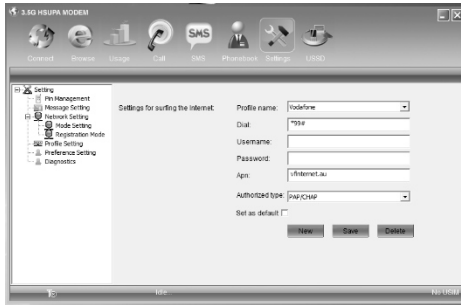 3.5G HSUPA MODEM
Connect Browse Usage Call SMS Phonebook Settings USSD
SMS
Setting
Pin Management
Message Setting
Network Setting
Mode Setting
Registration Mode
Profile Setting
Preference Setting
Diagnostics
Settings for surfing the Internet:
Profile name: Vodafone
Dial: *99#
Username:
Password:
Apn: vfinternet.au
Authorized type: PAP/CHAP
Set as default
New Save Delete
Idle... No USIM